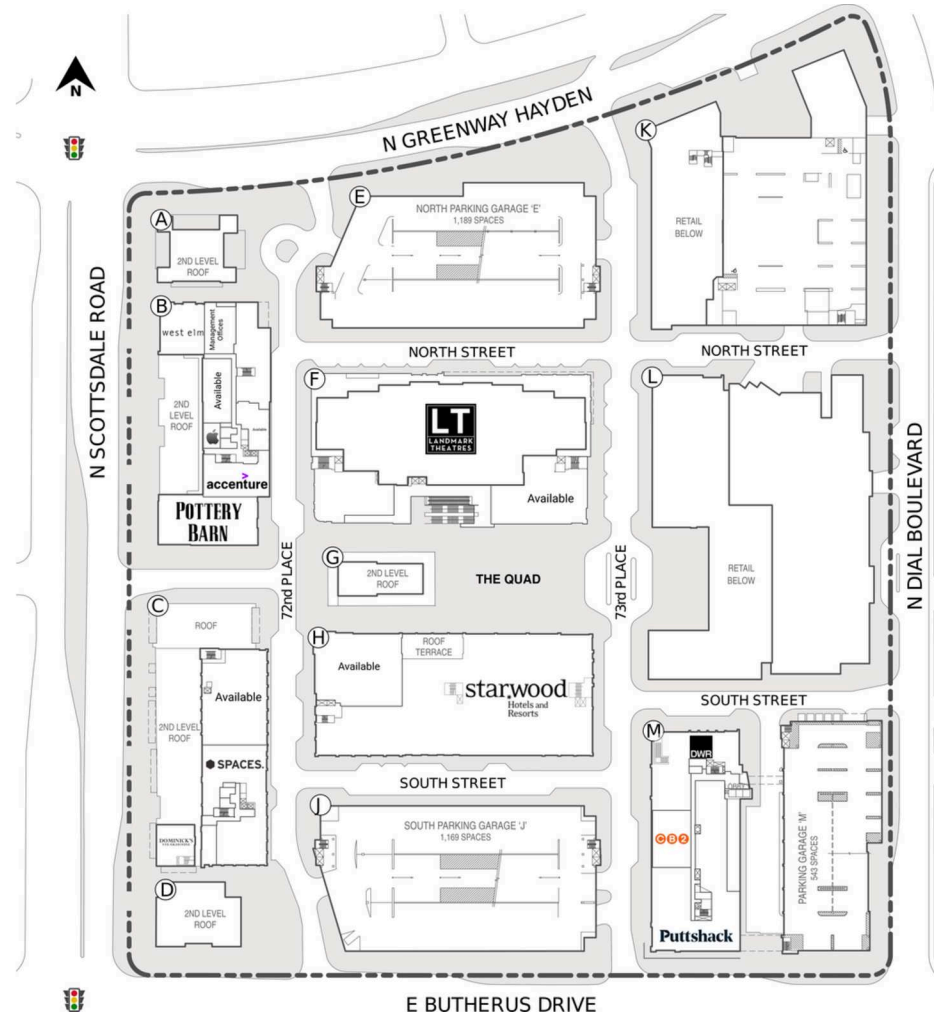 N
N GREENWAY HAYDEN
K
A
E
NORTH PARKING GARAGE 'E'
1,189 SPACES
RETAIL
BELOW
2ND LEVEL
ROOF
N SCOTTSDALE ROAD
B
west elm
Management
Offices
NORTH STREET
NORTH STREET
F
L
Available
2ND
LEVEL
ROOF
LT
LANDMARK
THEATRES
accenture
Available
POTTERY
BARN
N DIAL BOULEVARD
72nd PLACE
G
2ND LEVEL
ROOF
THE QUAD
73rd PLACE
RETAIL
BELOW
C
ROOF
H
Available
ROOF
TERRACE
starwood
Hotels and
Resorts
Available
2ND LEVEL
ROOF
SOUTH STREET
M
DWR
SPACES.
SOUTH STREET
J
SOUTH PARKING GARAGE 'J'
1,169 SPACES
CB2
PARKING GARAGE 'M'
543 SPACES
DOMINICK'S
D
2ND LEVEL
ROOF
Puttshack
E BUTHERUS DRIVE